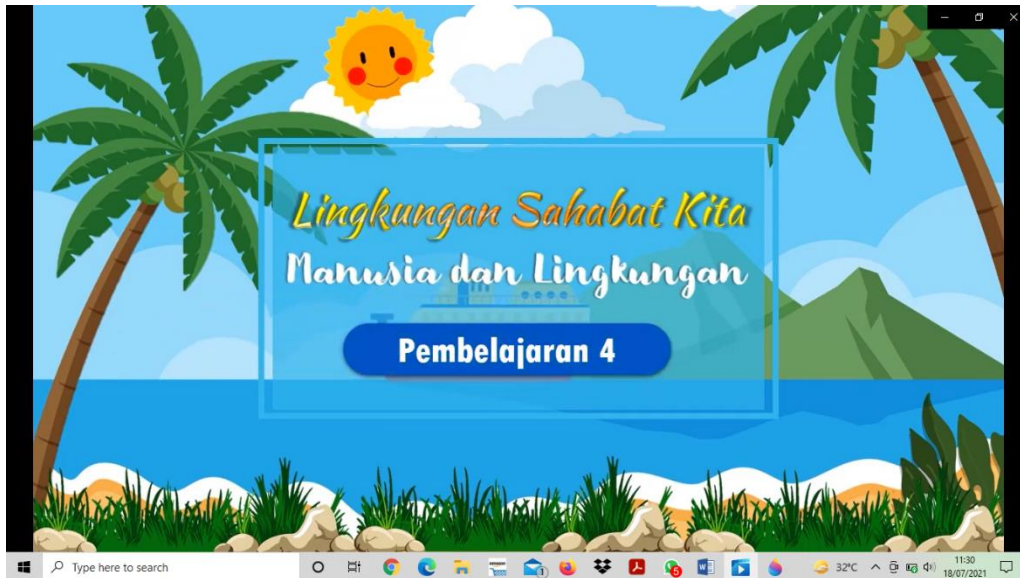 Lingkungan Sahabat Kita
Manusia dan Lingkungan
Pembelajaran 4
Type here to search
32°C
11:30
18/07/2021